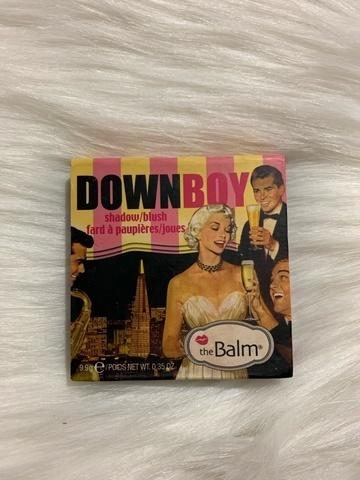 DOWNBOY
shadow/blush
fard à paupières/joues
theBalm®
9.9g e/POIDS NET WT. 0.35 OZ.